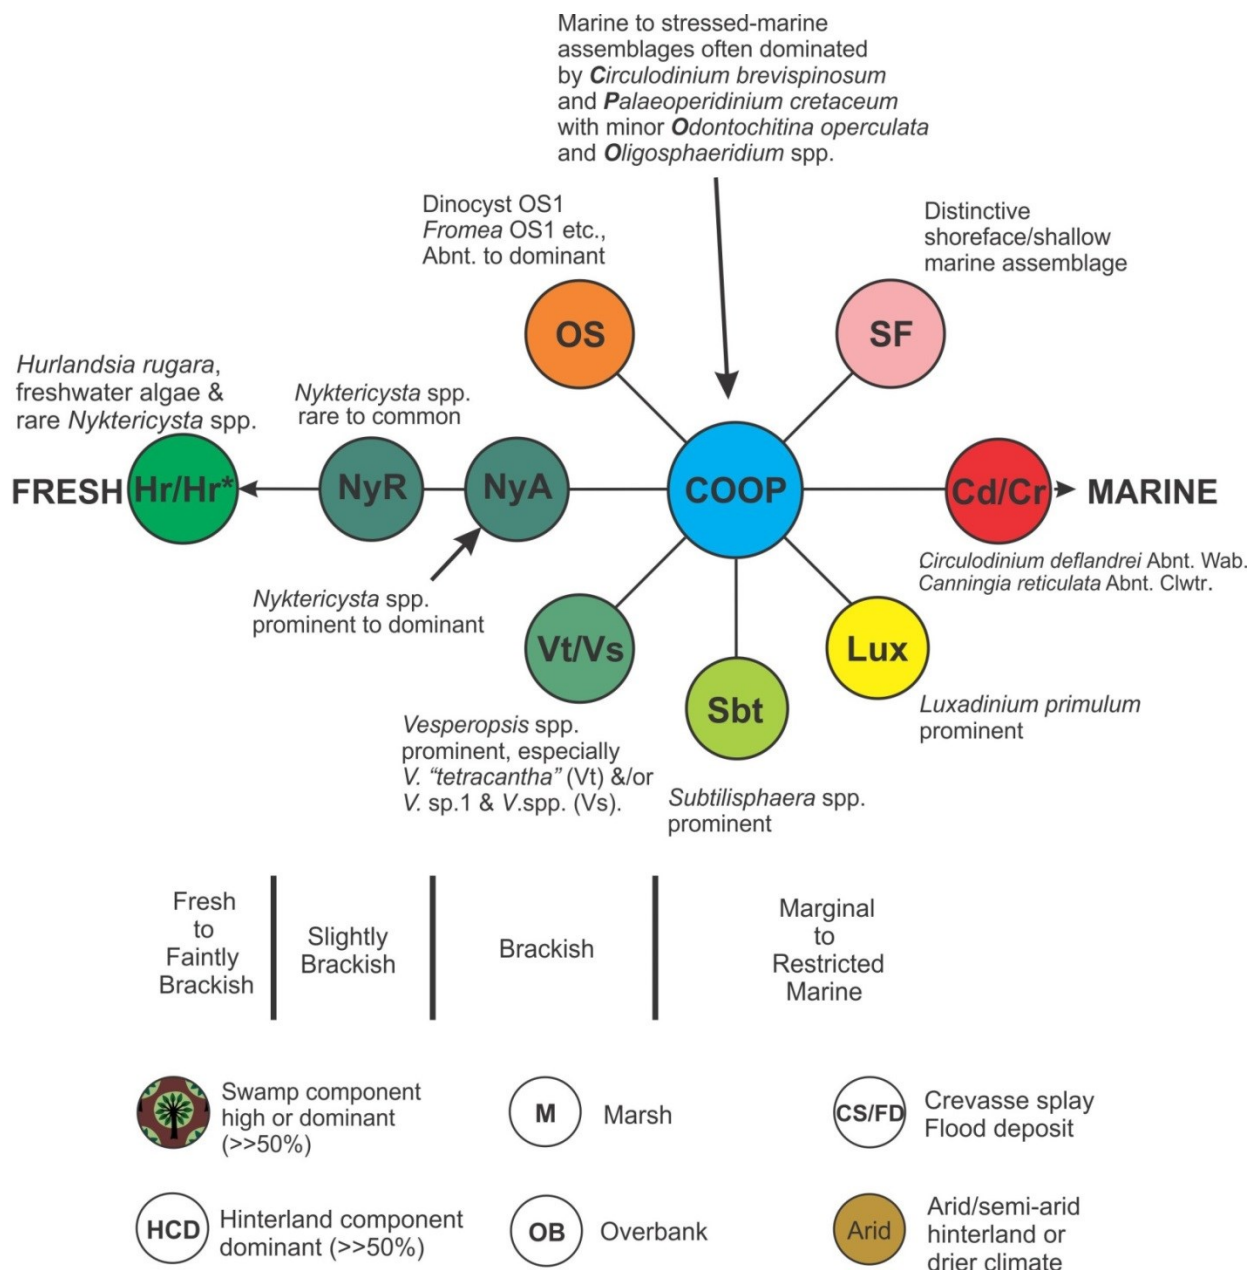 Marine to stressed-marine
assemblages often dominated
by Circulodinium brevispinosum
and Palaeoperidinium cretaceum
with minor Odontochitina operculata
and Oligosphaeridium spp.
Dinocyst OS1
Fromea OS1 etc.,
Abnt. to dominant
Distinctive
shoreface/shallow
marine assemblage
OS
SF
Hurlandsia rugara,
freshwater algae &
rare Nyktericysta spp.
Nyktericysta spp.
rare to common
FRESH
Hr/Hr*
NyR
NyA
COOP
Cd/Cr
MARINE
Circulodinium deflandrei Abnt. Wab.
Canningia reticulata Abnt. Clwtr.
Nyktericysta spp.
prominent to dominant
Vt/Vs
Sbt
Lux
Vesperopsis spp.
prominent, especially
V. “tetracantha” (Vt) &/or
V. sp.1 & V.spp. (Vs).
Subtilisphaera spp.
prominent
Luxadinium primulum
prominent
Fresh
to
Faintly
Brackish
Slightly
Brackish
Brackish
Marginal
to
Restricted
Marine
Swamp component
high or dominant
(>>50%)
M
Marsh
CS/FD
Crevasse splay
Flood deposit
HCD
Hinterland component
dominant (>>50%)
OB
Overbank
Arid
Arid/semi-arid
hinterland or
drier climate